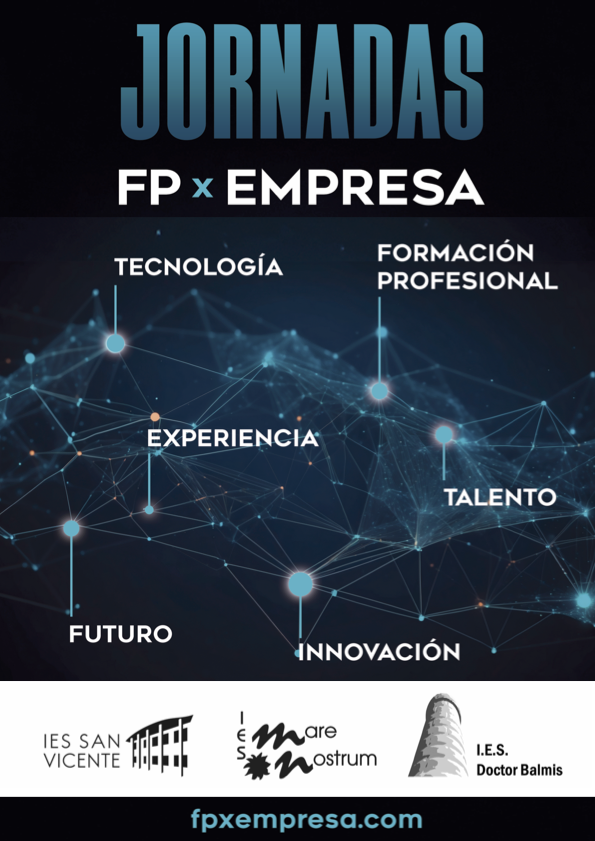 JORNADAS
FP x EMPRESA
TECNOLOGÍA
FORMACIÓN
PROFESIONAL
EXPERIENCIA
TALENTO
FUTURO
INNOVACIÓN
IES SAN
VICENTE
IES
mare
nostrum
I.E.S.
Doctor Balmis
fpxempresa.com